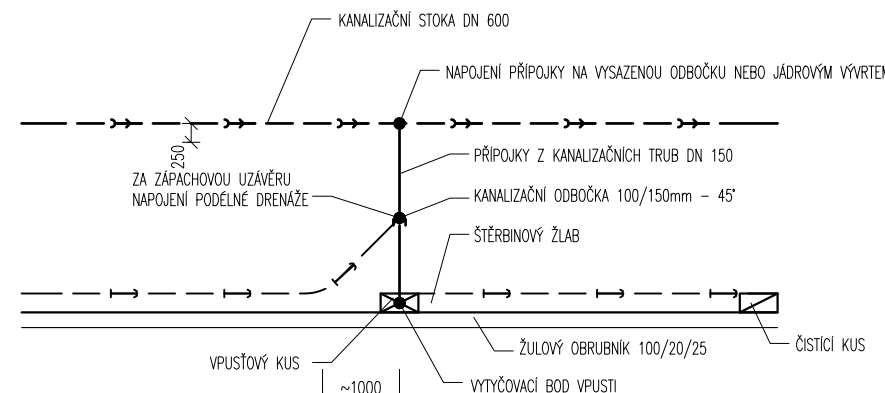 KANALIZAČNÍ STOKA DN 600
NAPOJENÍ PŘÍPOJKY NA VYSAZENOU ODBOČKU NEBO JÁDROVÝM VÝVRTEM
250
PŘÍPOJKY Z KANALIZAČNÍCH TRUB DN 150
ZA ZÁPACHOVOU UZÁVĚRU
NAPOJENÍ PODÉLNÉ DRENÁŽE
KANALIZAČNÍ ODBOČKA 100/150mm - 45°
ŠTĚRBINOVÝ ŽLAB
ŽULOVÝ OBRUBNÍK 100/20/25
ČISTÍCÍ KUS
VPUSŤOVÝ KUS
~1000
VYTYČOVACÍ BOD VPUSTI